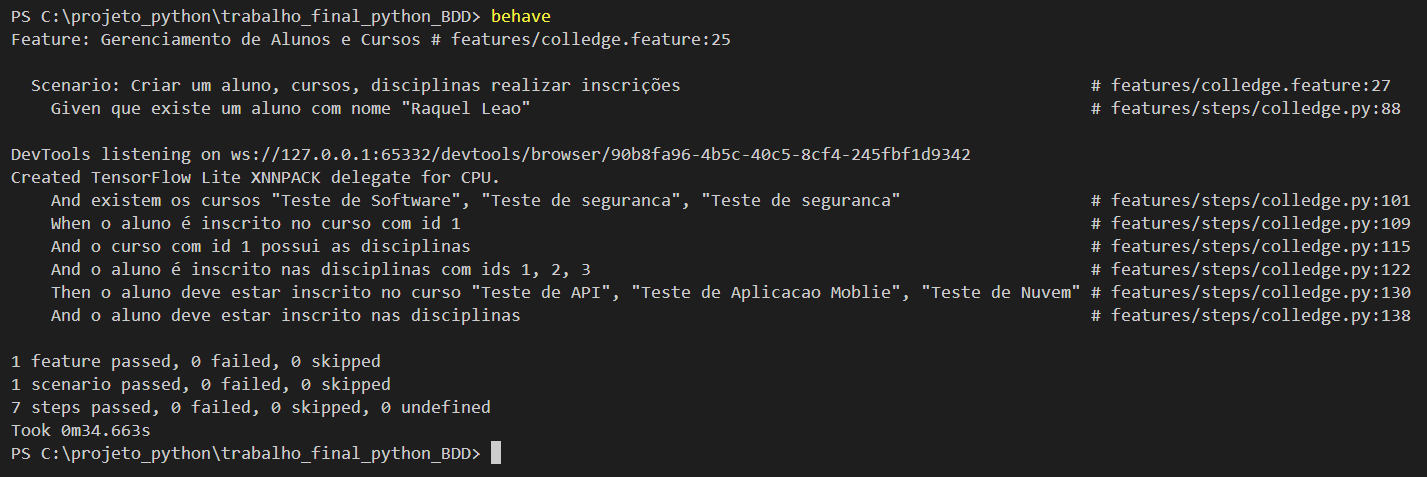 PS C:\projeto_python\trabalho_final_python_BDD> behave
Feature: Gerenciamento de Alunos e Cursos # features/colledge.feature:25
Scenario: Criar um aluno, cursos, disciplinas realizar inscrições # features/colledge.feature:27
Given que existe um aluno com nome "Raquel Leao" # features/steps/colledge.py:88
DevTools listening on ws://127.0.0.1:65332/devtools/browser/90b8fa96-4b5c-40c5-8cf4-245fbf1d9342
Created TensorFlow Lite XNNPACK delegate for CPU.
And existem os cursos "Teste de Software", "Teste de seguranca", "Teste de seguranca" # features/steps/colledge.py:101
When o aluno é inscrito no curso com id 1 # features/steps/colledge.py:109
And o curso com id 1 possui as disciplinas # features/steps/colledge.py:115
And o aluno é inscrito nas disciplinas com ids 1, 2, 3 # features/steps/colledge.py:122
Then o aluno deve estar inscrito no curso "Teste de API", "Teste de Aplicacao Moblie", "Teste de Nuvem" # features/steps/colledge.py:130
And o aluno deve estar inscrito nas disciplinas # features/steps/colledge.py:138
1 feature passed, 0 failed, 0 skipped
1 scenario passed, 0 failed, 0 skipped
7 steps passed, 0 failed, 0 skipped, 0 undefined
Took 0m34.663s
PS C:\projeto_python\trabalho_final_python_BDD>